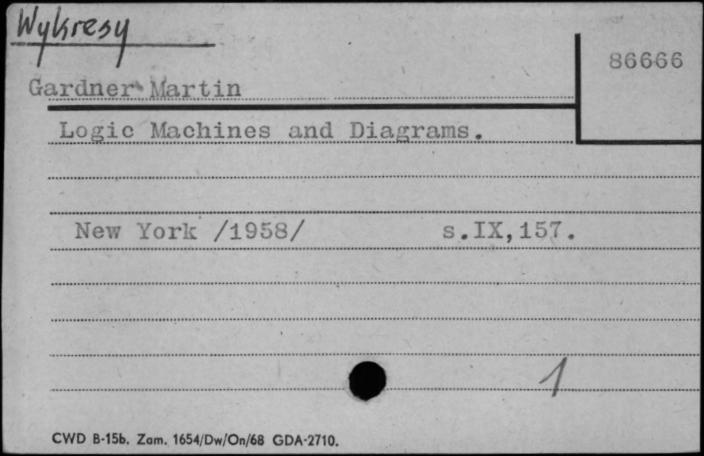 Wykresy
86666
Gardner Martin
Logic Machines and Diagrams.
New York /1958/ s.IX,157.
1
CWD B-15b. Zam. 1654/Dw/On/68 GDA-2710.